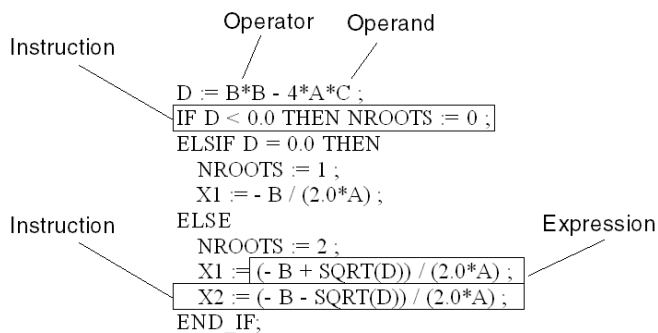 Operator
Operand
Instruction
D := B*B - 4*A*C ;
IF D < 0.0 THEN NROOTS := 0 ;
ELSIF D = 0.0 THEN
NROOTS := 1 ;
X1 := - B / (2.0*A) ;
ELSE
Instruction
Expression
NROOTS := 2 ;
X1 := (- B + SQRT(D)) / (2.0*A) ;
X2 := (- B - SQRT(D)) / (2.0*A) ;
END_IF;